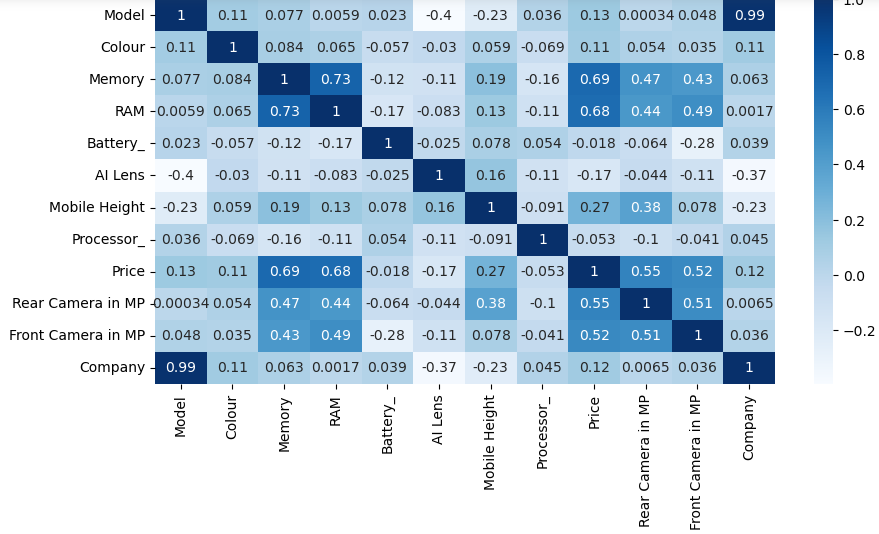 Model 1 0.11 0.077 0.0059 0.023 -0.4 -0.23 0.036 0.13 0.00034 0.048 0.99
Colour 0.11 1 0.084 0.065 -0.057 -0.03 0.059 -0.069 0.11 0.054 0.035 0.11
Memory 0.077 0.084 1 0.73 -0.12 -0.11 0.19 -0.16 0.69 0.47 0.43 0.063
RAM 0.0059 0.065 0.73 1 -0.17 -0.083 0.13 -0.11 0.68 0.44 0.49 0.0017
Battery_ 0.023 -0.057 -0.12 -0.17 1 -0.025 0.078 0.054 -0.018 -0.064 -0.28 0.039
AI Lens -0.4 -0.03 -0.11 -0.083 -0.025 1 0.16 -0.11 -0.17 -0.044 -0.11 -0.37
Mobile Height -0.23 0.059 0.19 0.13 0.078 0.16 1 -0.091 0.27 0.38 0.078 -0.23
Processor_ 0.036 -0.069 -0.16 -0.11 0.054 -0.11 -0.091 1 -0.053 -0.1 -0.041 0.045
Price 0.13 0.11 0.69 0.68 -0.018 -0.17 0.27 -0.053 1 0.55 0.52 0.12
Rear Camera in MP 0.00034 0.054 0.47 0.44 -0.064 -0.044 0.38 -0.1 0.55 1 0.51 0.0065
Front Camera in MP 0.048 0.035 0.43 0.49 -0.28 -0.11 0.078 -0.041 0.52 0.51 1 0.036
Company 0.99 0.11 0.063 0.0017 0.039 -0.37 -0.23 0.045 0.12 0.0065 0.036 1
Model
Colour
Memory
RAM
Battery_
AI Lens
Mobile Height
Processor_
Price
Rear Camera in MP
Front Camera in MP
Company
1.0
0.8
0.6
0.4
0.2
0.0
−0.2